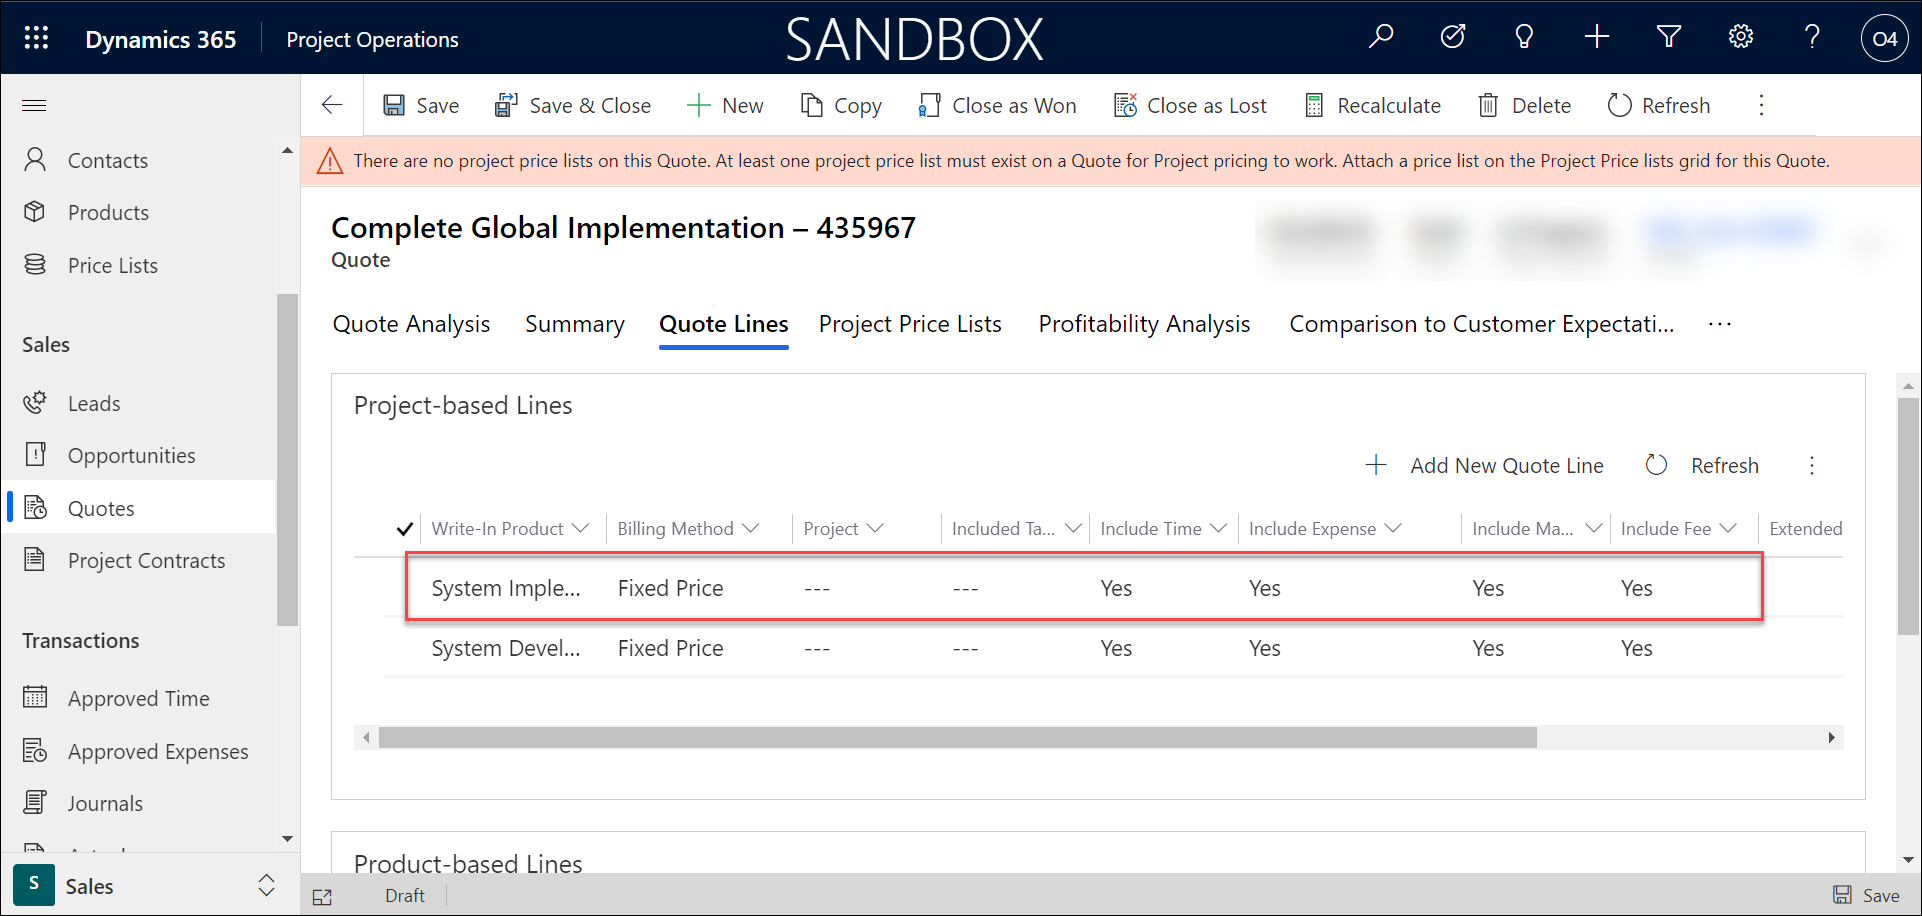 Dynamics 365
Project Operations
SANDBOX
O4
Save
Save & Close
New
Copy
Close as Won
Close as Lost
Recalculate
Delete
Refresh
There are no project price lists on this Quote. At least one project price list must exist on a Quote for Project pricing to work. Attach a price list on the Project Price lists grid for this Quote.
Contacts
Products
Price Lists
Sales
Leads
Opportunities
Quotes
Project Contracts
Transactions
Approved Time
Approved Expenses
Journals
S
Sales
Complete Global Implementation – 435967
Quote
Quote Analysis
Summary
Quote Lines
Project Price Lists
Profitability Analysis
Comparison to Customer Expectati...
Project-based Lines
Add New Quote Line
Refresh
Write-In Product
Billing Method
Project
Included Ta...
Include Time
Include Expense
Include Ma...
Include Fee
Extended
System Imple... Fixed Price --- --- Yes Yes Yes Yes
System Devel... Fixed Price --- --- Yes Yes Yes Yes
Product-based Lines
Draft
Save